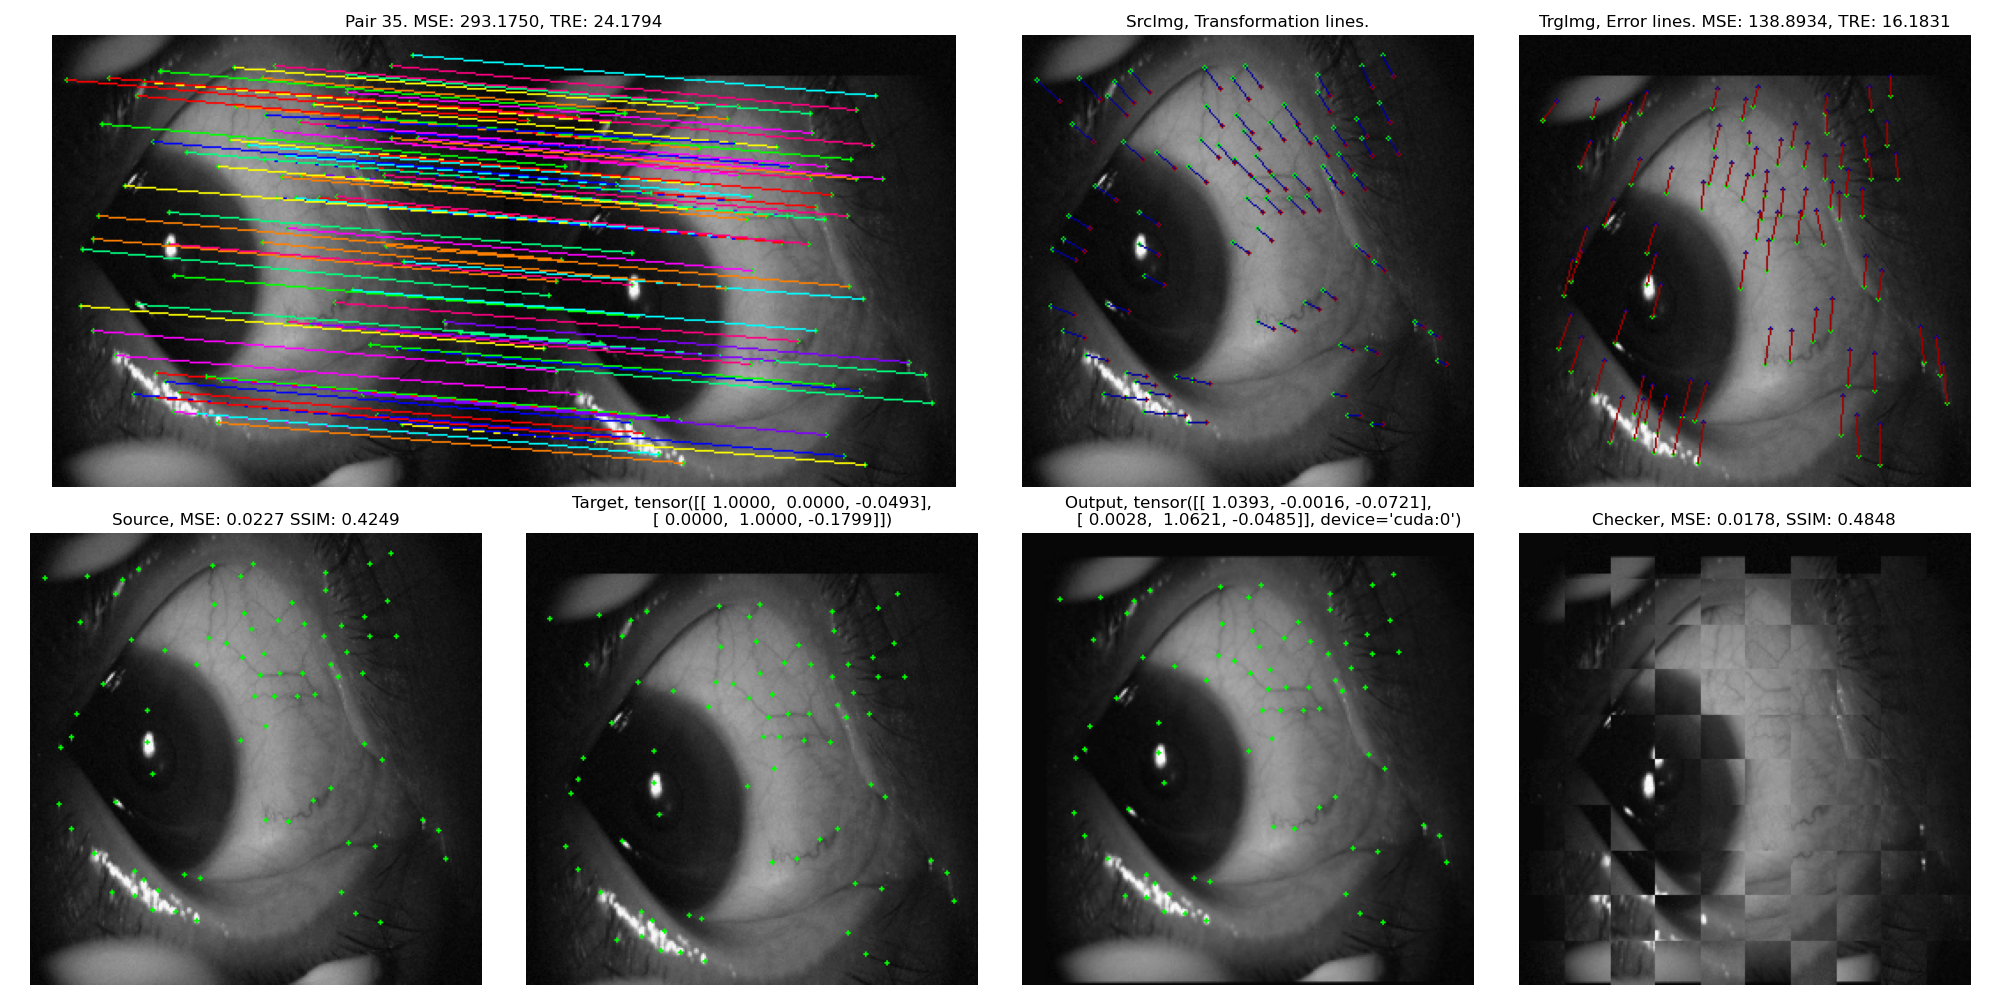 Pair 35. MSE: 293.1750, TRE: 24.1794
SrcImg, Transformation lines.
TrgImg, Error lines. MSE: 138.8934, TRE: 16.1831
Source, MSE: 0.0227 SSIM: 0.4249
Target, tensor([[ 1.0000,  0.0000, -0.0493],
[ 0.0000,  1.0000, -0.1799]])
Output, tensor([[ 1.0393, -0.0016, -0.0721],
[ 0.0028,  1.0621, -0.0485]], device='cuda:0')
Checker, MSE: 0.0178, SSIM: 0.4848